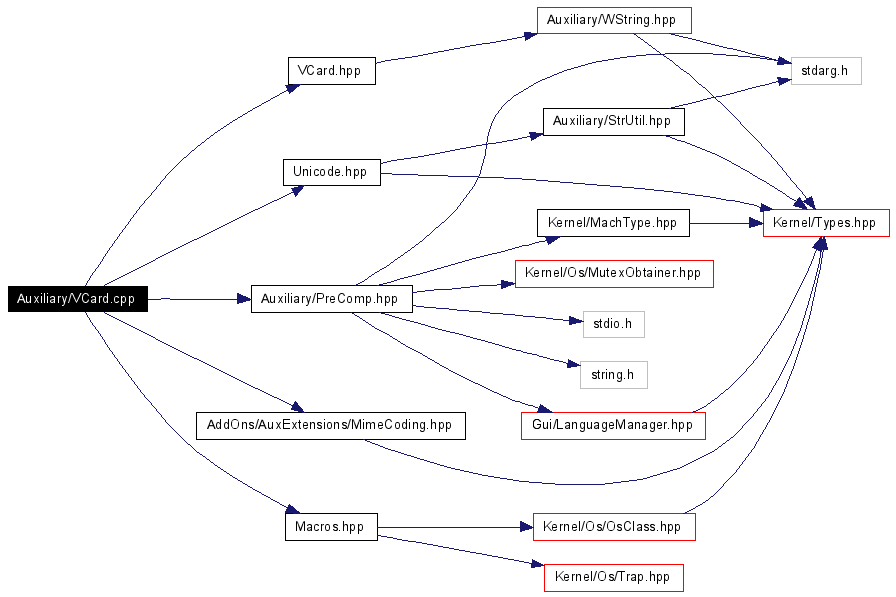 Auxiliary/WString.hpp
VCard.hpp
stdarg.h
Auxiliary/StrUtil.hpp
Unicode.hpp
Kernel/MachType.hpp
Kernel/Types.hpp
Kernel/Os/MutexObtainer.hpp
Auxiliary/VCard.cpp
Auxiliary/PreComp.hpp
stdio.h
string.h
AddOns/AuxExtensions/MimeCoding.hpp
Gui/LanguageManager.hpp
Macros.hpp
Kernel/Os/OsClass.hpp
Kernel/Os/Trap.hpp